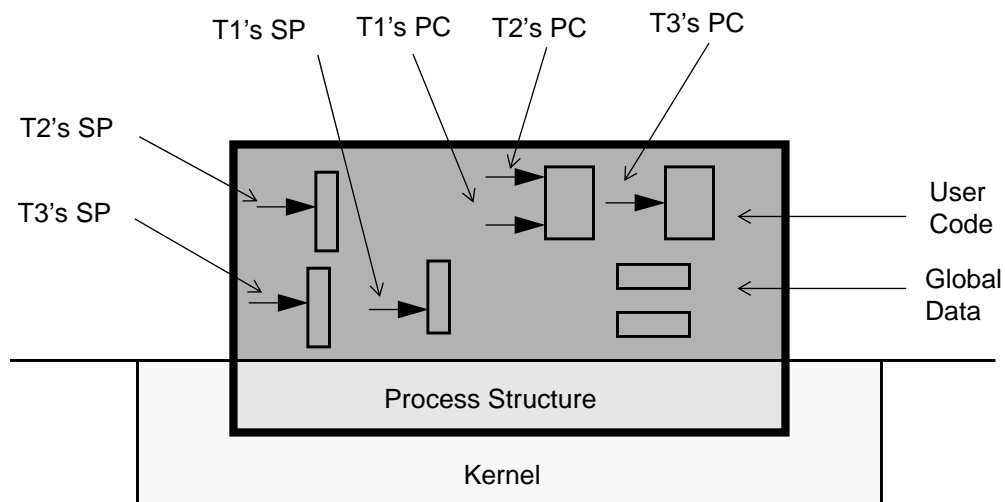 T1's SP
T1's PC
T2's PC
T3's PC
T2's SP
T3's SP
User
Code
Global
Data
Process Structure
Kernel